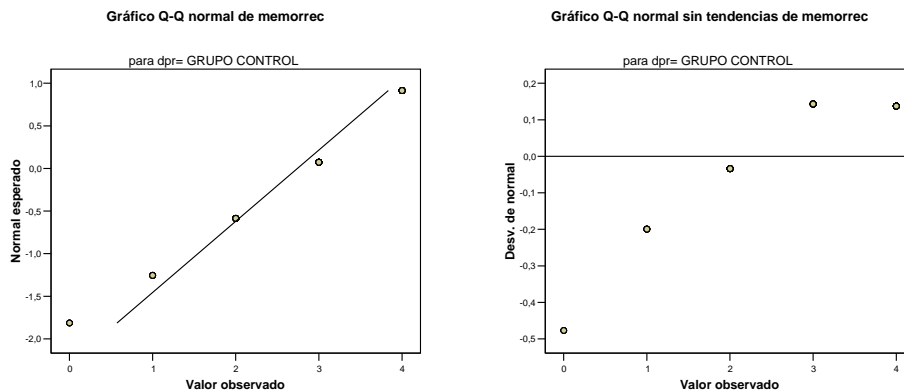 Gráfico Q-Q normal de memorrec
para dpr= GRUPO CONTROL
1,0
0,5
0,0
-0,5
-1,0
-1,5
-2,0
Normal esperado
0 1 2 3 4
Valor observado
Gráfico Q-Q normal sin tendencias de memorrec
para dpr= GRUPO CONTROL
0,2
0,1
0,0
-0,1
-0,2
-0,3
-0,4
-0,5
Desv. de normal
0 1 2 3 4
Valor observado